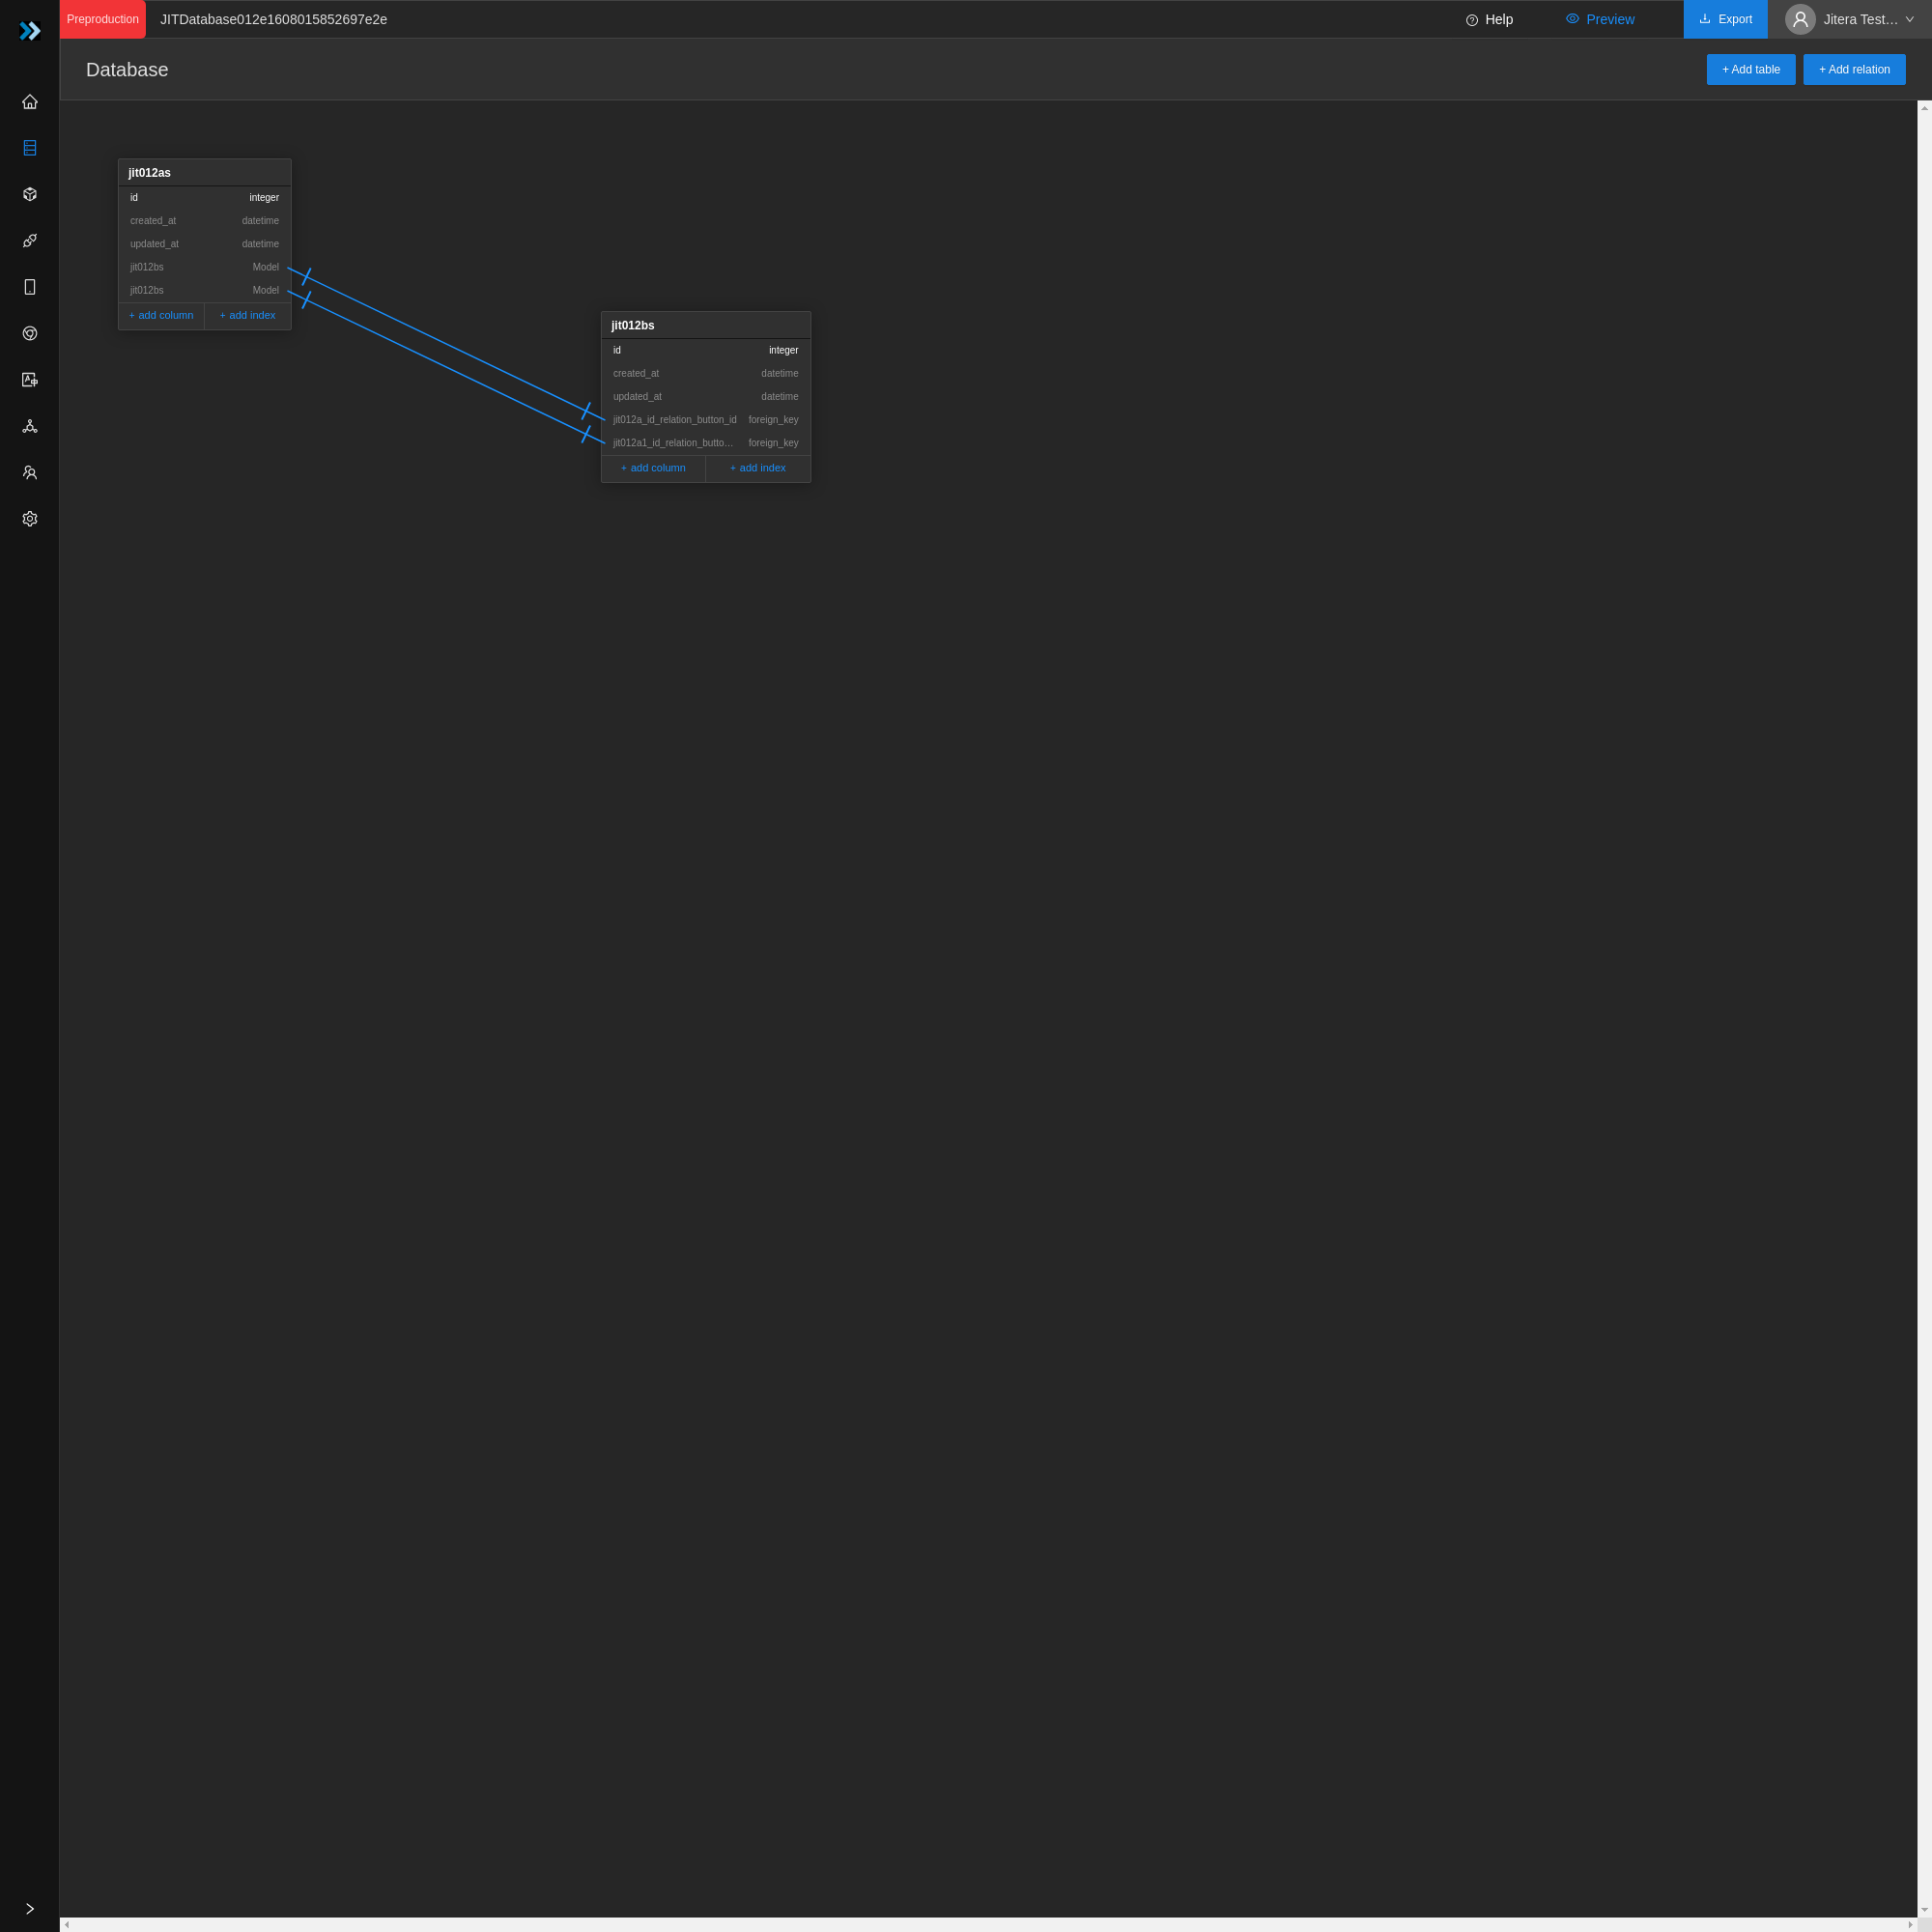 Preproduction JITDatabase012e1608015852697e2e Help Preview Export Jitera Test…
Database + Add table + Add relation
jit012as
id integer
created_at datetime
updated_at datetime
jit012bs Model
jit012bs Model
+ add column + add index
jit012bs
id integer
created_at datetime
updated_at datetime
jit012a_id_relation_button_id foreign_key
jit012a1_id_relation_butto… foreign_key
+ add column + add index